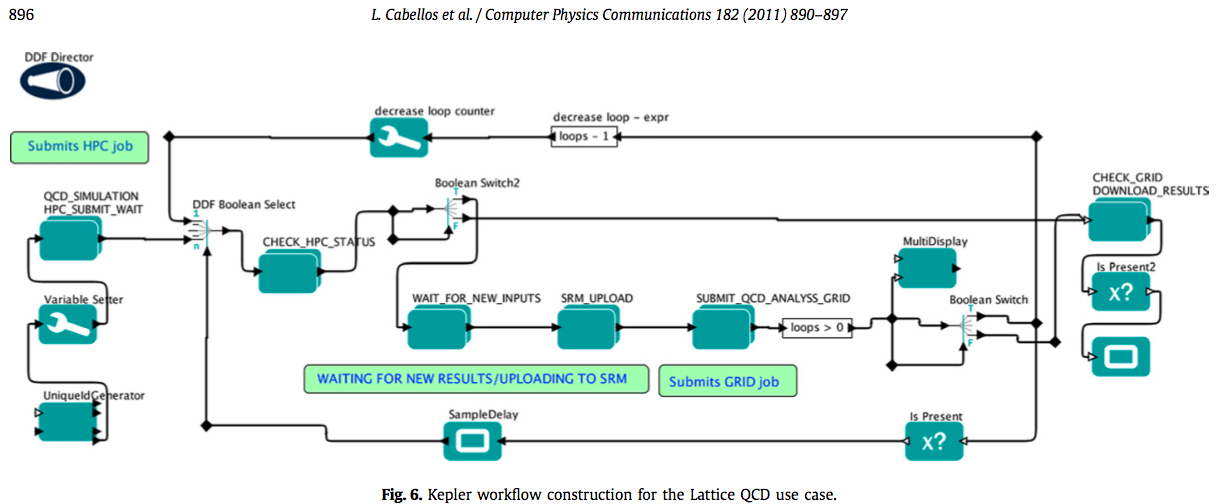 896
L. Cabellos et al. / Computer Physics Communications 182 (2011) 890–897
DDF Director
decrease loop counter
decrease loop - expr
loops - 1
Submits HPC job
QCD_SIMULATION
HPC_SUBMIT_WAIT
DDF Boolean Select
1
n
CHECK_HPC_STATUS
Boolean Switch2
T
F
CHECK_GRID
DOWNLOAD_RESULTS
MultiDisplay
Is Present2
x?
Variable Setter
WAIT_FOR_NEW_INPUTS
SRM_UPLOAD
SUBMIT_QCD_ANALYSS_GRID
loops > 0
Boolean Switch
T
F
WAITING FOR NEW RESULTS/UPLOADING TO SRM
Submits GRID job
UniqueIdGenerator
SampleDelay
Is Present
x?
Fig. 6. Kepler workflow construction for the Lattice QCD use case.